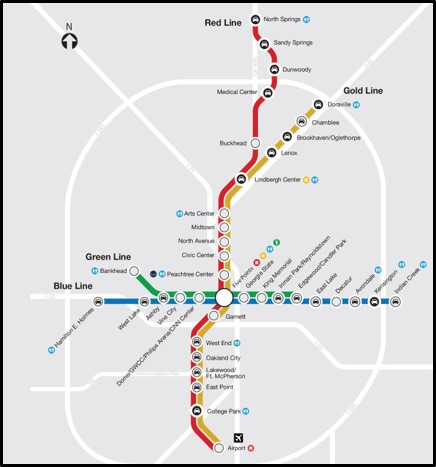 Red Line
North Springs
N
Sandy Springs
Dunwoody
Medical Center
Gold Line
Doraville
Chamblee
Brookhaven/Oglethorpe
Buckhead
Lenox
Lindbergh Center
Arts Center
Midtown
North Avenue
Civic Center
Green Line
Bankhead
Peachtree Center
Five Points
Georgia State
King Memorial
Inman Park/Reynoldstown
Edgewood/Candler Park
Blue Line
Hamilton E. Holmes
West Lake
Ashby
Vine City
Dome/GWCC/Philips Arena/CNN Center
East Lake
Decatur
Avondale
Kensington
Indian Creek
Garnett
West End
Oakland City
Lakewood/
Ft. McPherson
East Point
College Park
Airport